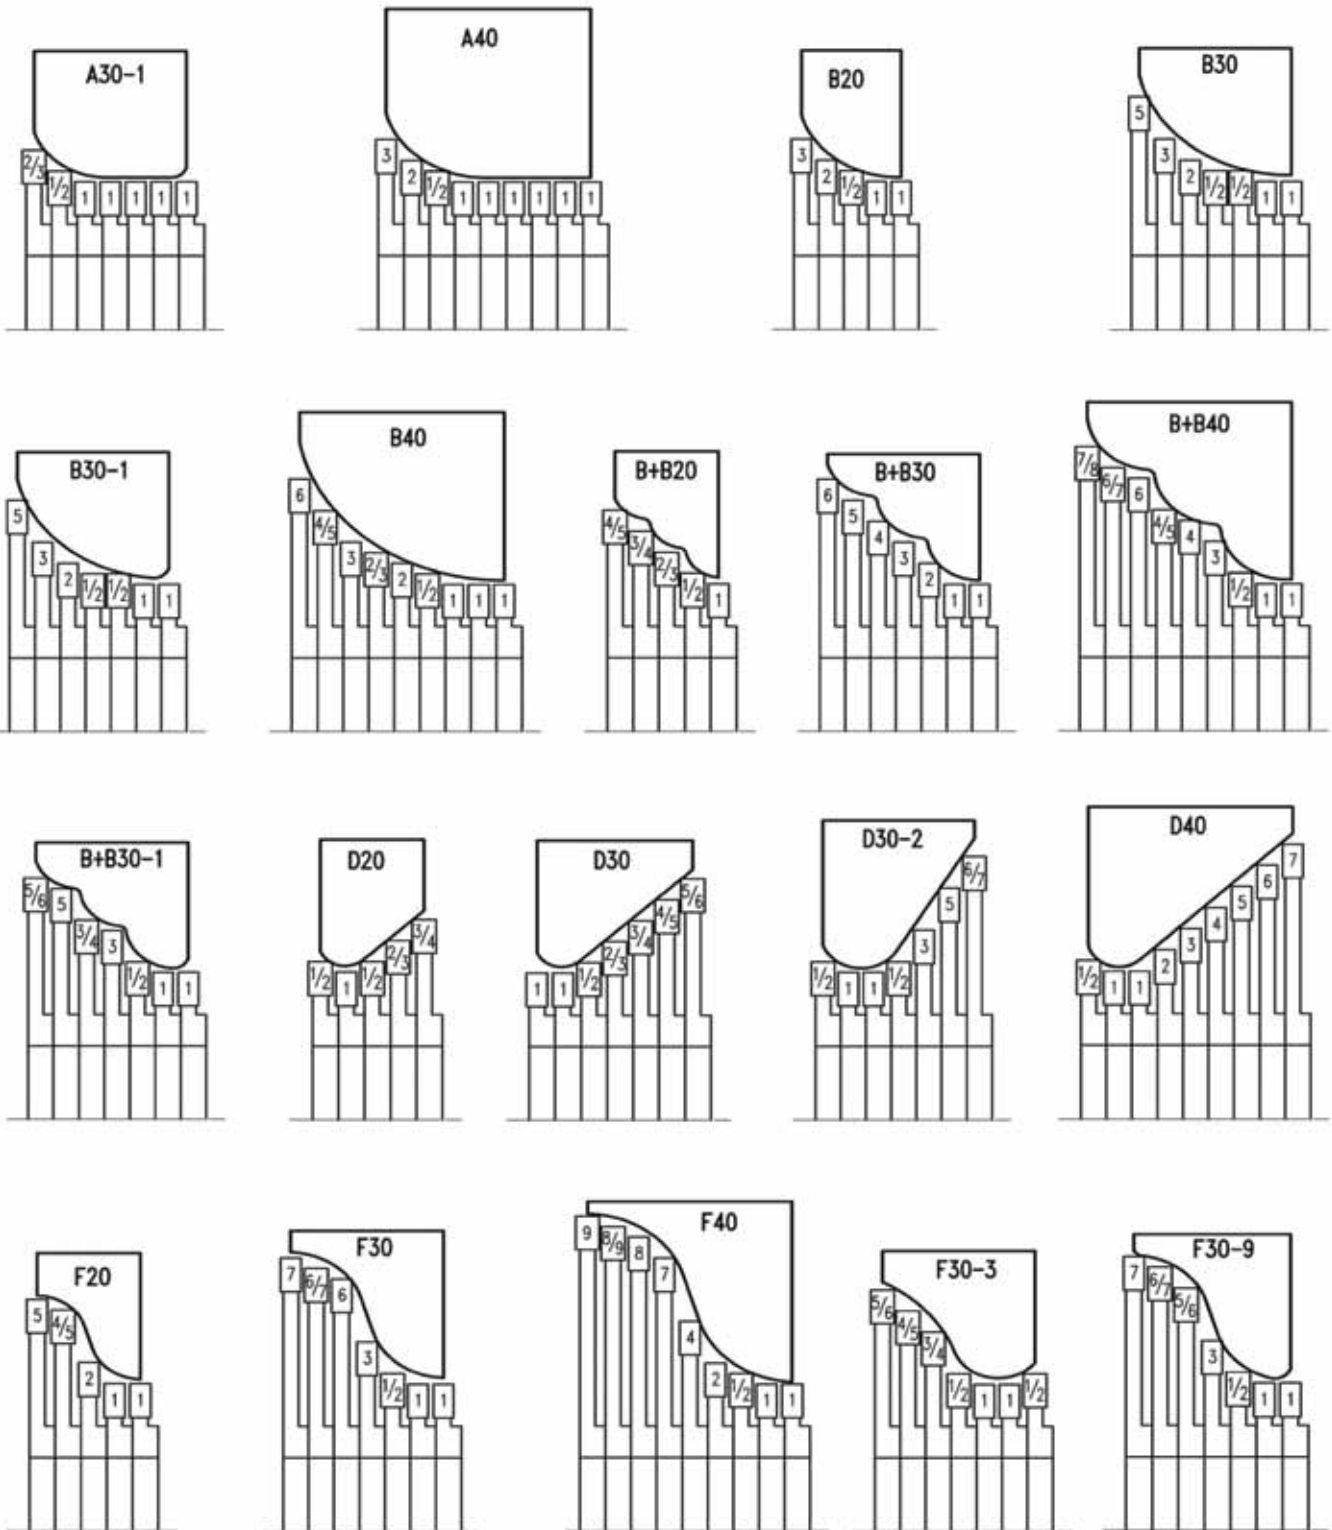 A30-1
2/3 1/2 1 1 1 1 1
A40
3 2 1/2 1 1 1 1 1 1
B20
3 2 1/2 1 1
B30
5 3 2 1/2 1/2 1 1
B30-1
5 3 2 1/2 1/2 1 1
B40
6 4/5 3 2/3 2 1/2 1 1 1
B+B20
4/5 3/4 2/3 1/2 1
B+B30
6 5 4 3 2 1 1
B+B40
7/8 6/7 6 4/5 4 3 1/2 1 1
B+B30-1
5/6 5 3/4 3 1/2 1 1
D20
1/2 1 1/2 2/3 3/4
D30
1 1 1/2 2/3 3/4 4/5 5/6
D30-2
1/2 1 1 1/2 3 5 6/7
D40
1/2 1 1 2 3 4 5 6 7
F20
5 4/5 2 1 1
F30
7 6/7 6 3 1/2 1 1
F40
9 8/9 8 7 4 2 1/2 1 1
F30-3
5/6 4/5 3/4 1/2 1 1 1/2
F30-9
7 6/7 5/6 3 1/2 1 1